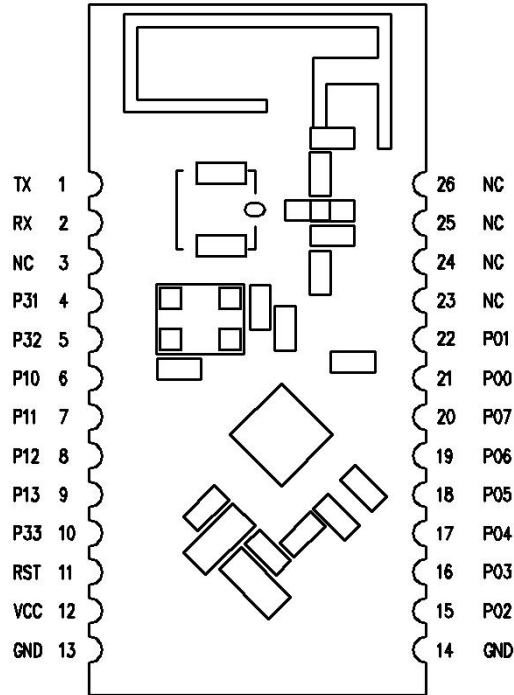 TX 1 26 NC
RX 2 25 NC
NC 3 24 NC
P31 4 23 NC
P32 5 22 P01
P10 6 21 P00
P11 7 20 P07
P12 8 19 P06
P13 9 18 P05
P33 10 17 P04
RST 11 16 P03
VCC 12 15 P02
GND 13 14 GND